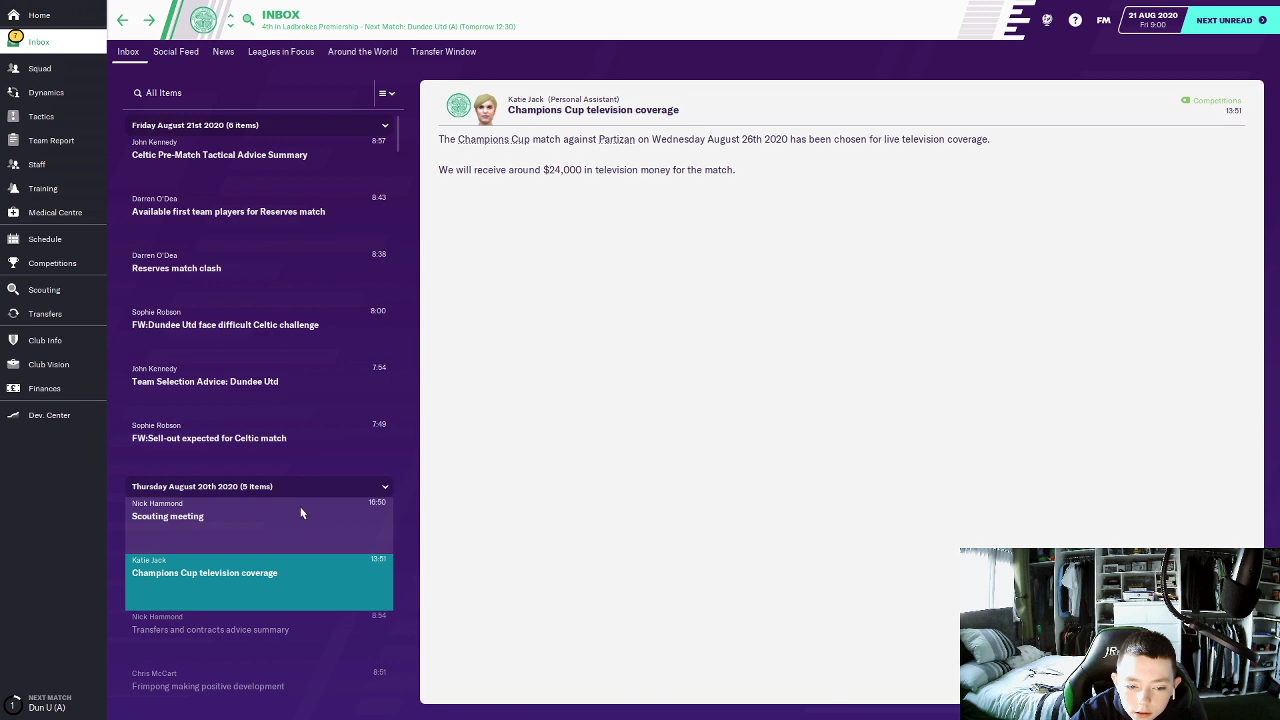 INBOX
4th in Ladbrokes Premiership - Next Match: Dundee Utd (A) (Tomorrow 12:30)
?
FM
21 AUG 2020
Fri 9:00
NEXT UNREAD
7
Inbox
Squad
Dynamics
Tactics
Team Report
Staff
Training
Medical Centre
Schedule
Competitions
Scouting
Transfers
Club Info
Club Vision
Finances
Dev. Center
1
NEXT MATCH
Dun U (A)
Inbox Social Feed News Leagues in Focus Around the World Transfer Window
All Items
Friday August 21st 2020 (6 items)
John Kennedy 8:57
Celtic Pre-Match Tactical Advice Summary
Darren O'Dea 8:43
Available first team players for Reserves match
Darren O'Dea 8:38
Reserves match clash
Sophie Robson 8:00
FW:Dundee Utd face difficult Celtic challenge
John Kennedy 7:54
Team Selection Advice: Dundee Utd
Sophie Robson 7:49
FW:Sell-out expected for Celtic match
Thursday August 20th 2020 (5 items)
Nick Hammond 16:50
Scouting meeting
Katie Jack 13:51
Champions Cup television coverage
Nick Hammond 8:54
Transfers and contracts advice summary
Chris McCart 8:51
Frimpong making positive development
Katie Jack (Personal Assistant)
Champions Cup television coverage
Competitions
13:51
The Champions Cup match against Partizan on Wednesday August 26th 2020 has been chosen for live television coverage.
We will receive around $24,000 in television money for the match.